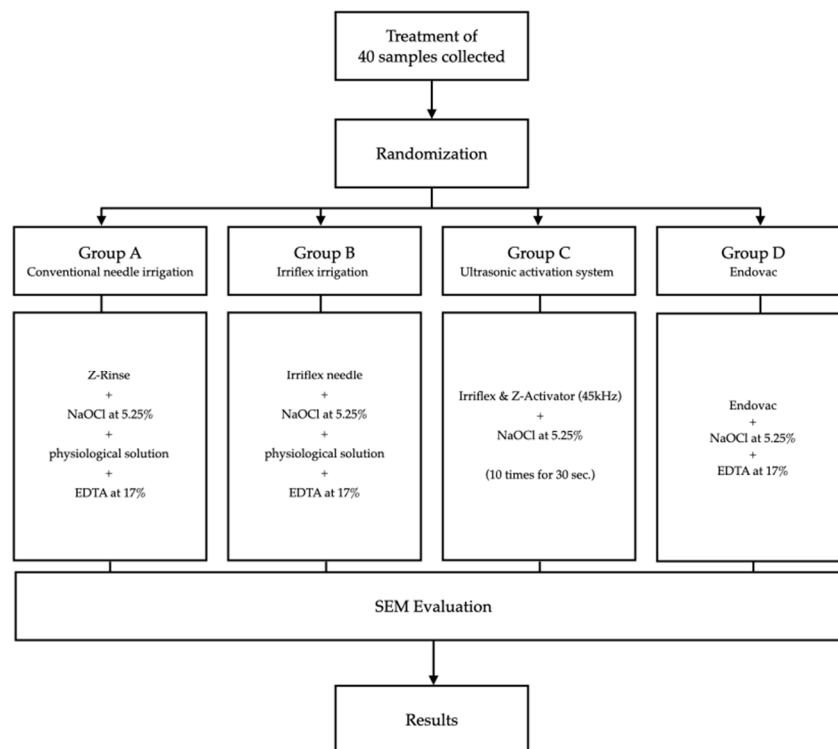 Treatment of
40 samples collected
Randomization
Group A
Conventional needle irrigation
Group B
Irriflex irrigation
Group C
Ultrasonic activation system
Group D
Endovac
Z-Rinse
+
NaOCl at 5.25%
+
physiological solution
+
EDTA at 17%
Irriflex needle
+
NaOCl at 5.25%
+
physiological solution
+
EDTA at 17%
Irriflex & Z-Activator (45kHz)
+
NaOCl at 5.25%
(10 times for 30 sec.)
Endovac
+
NaOCl at 5.25%
+
EDTA at 17%
SEM Evaluation
Results